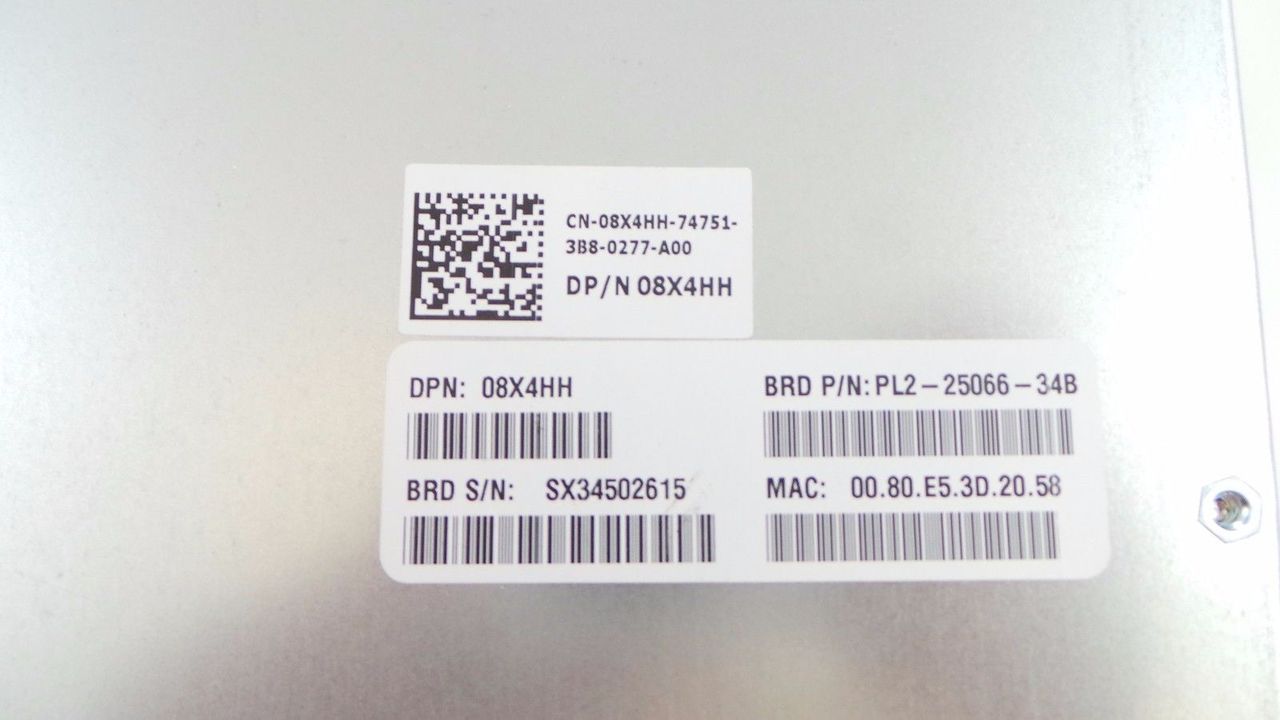 CN-08X4HH-74751-
3B8-0277-A00
DP/N 08X4HH
DPN: 08X4HH
BRD P/N: PL2-25066-34B
BRD S/N: SX34502615
MAC: 00.80.E5.3D.20.58